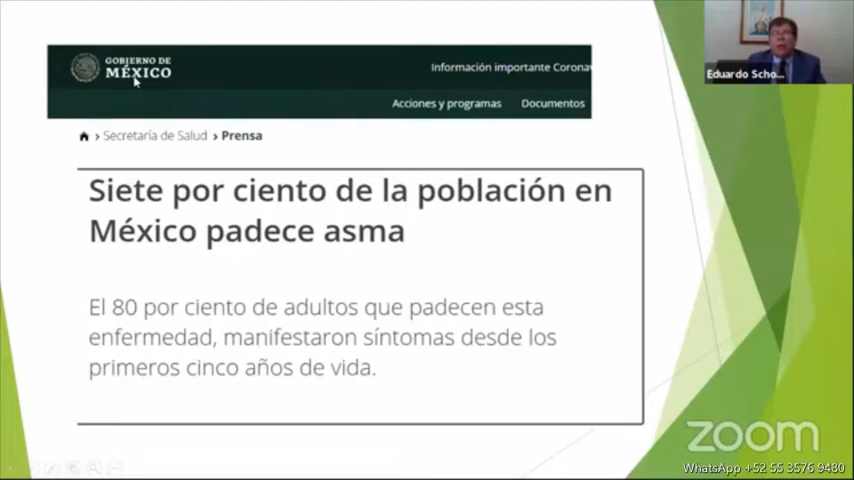 GOBIERNO DE
MÉXICO
Información importante Corona
Acciones y programas Documentos
Secretaría de Salud › Prensa
Siete por ciento de la población en
México padece asma
El 80 por ciento de adultos que padecen esta
enfermedad, manifestaron síntomas desde los
primeros cinco años de vida.
Eduardo Scho...
zoom
WhatsApp +52 55 3576 9480